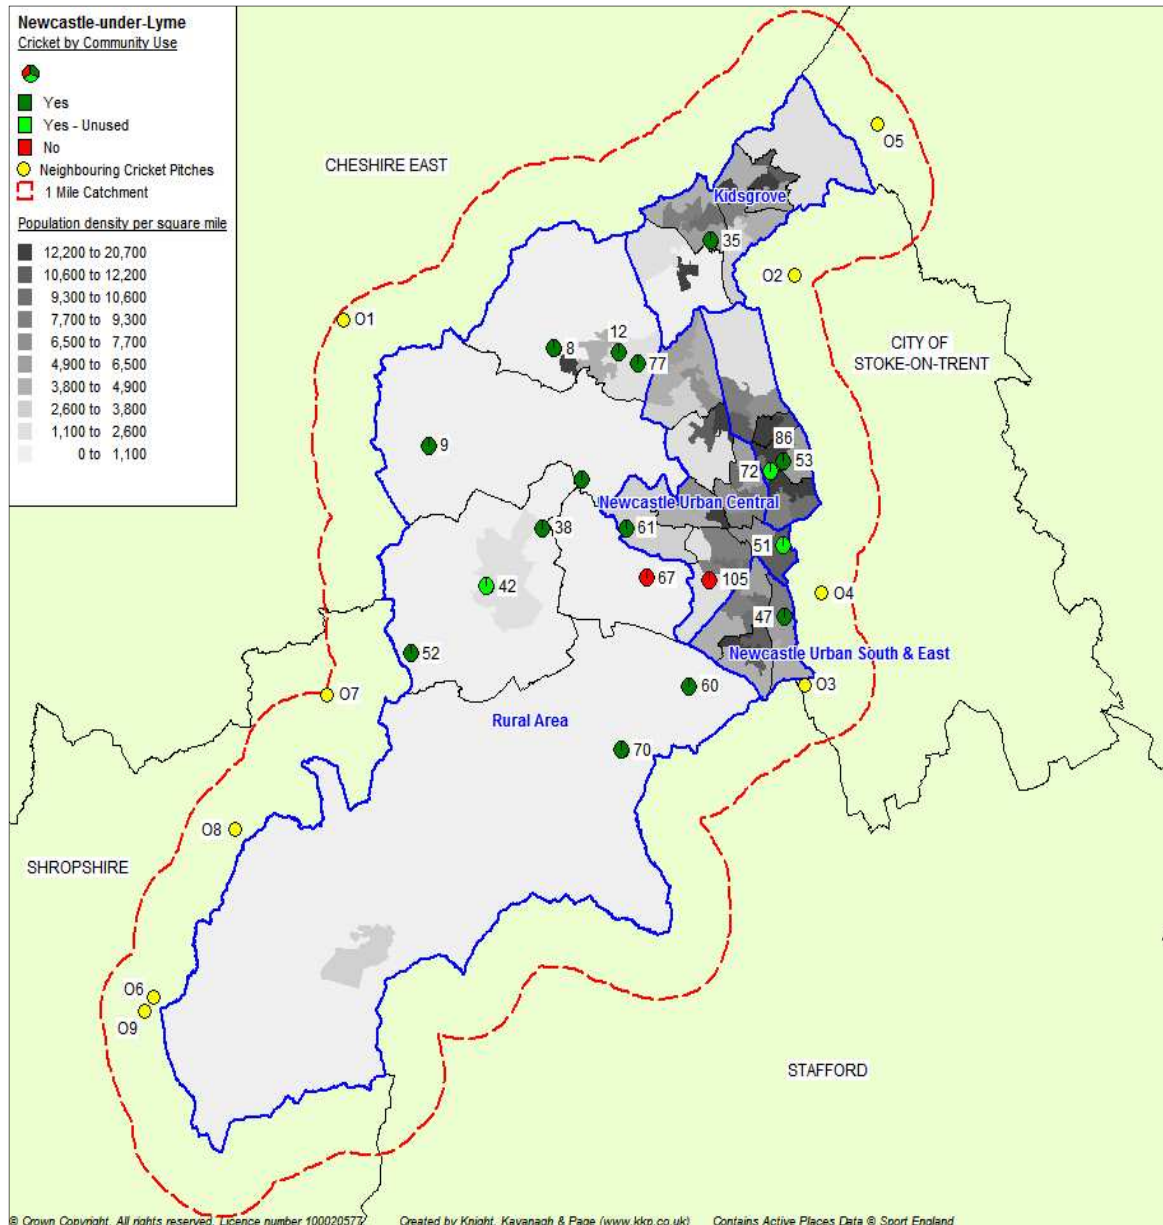 Newcastle-under-Lyme
Cricket by Community Use
Yes
Yes - Unused
No
Neighbouring Cricket Pitches
1 Mile Catchment
Population density per square mile
12,200 to 20,700
10,600 to 12,200
9,300 to 10,600
7,700 to 9,300
6,500 to 7,700
4,900 to 6,500
3,800 to 4,900
2,600 to 3,800
1,100 to 2,600
0 to 1,100
O5
CHESHIRE EAST
Kidsgrove
35
O2
O1
CITY OF
STOKE-ON-TRENT
8
12
77
9
86
53
72
Newcastle Urban Central
38
61
51
42
67
105
O4
47
52
Newcastle Urban South & East
60
O3
O7
Rural Area
70
O8
SHROPSHIRE
O6
O9
STAFFORD
© Crown Copyright. All rights reserved. Licence number 100020577
Created by Knight, Kavanagh & Page (www.kkp.co.uk)
Contains Active Places Data © Sport England